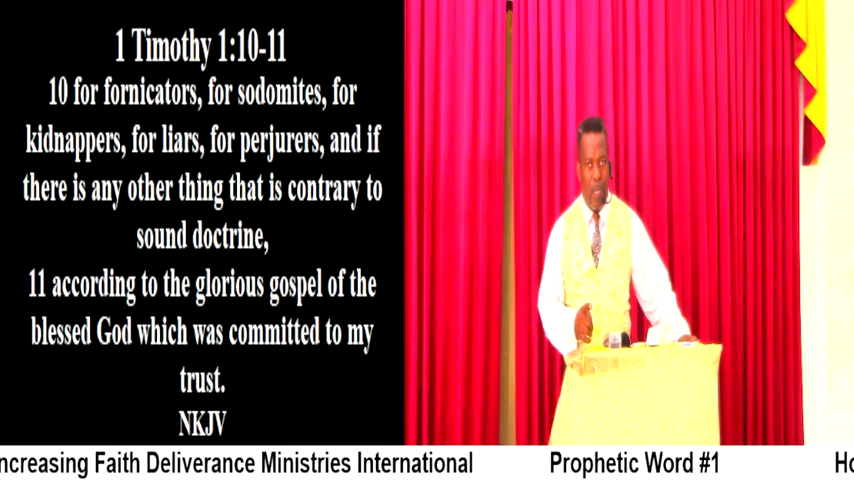 1 Timothy 1:10-11
10 for fornicators, for sodomites, for
kidnappers, for liars, for perjurers, and if
there is any other thing that is contrary to
sound doctrine,
11 according to the glorious gospel of the
blessed God which was committed to my
trust.
NKJV
ncreasing Faith Deliverance Ministries International Prophetic Word #1 Ho